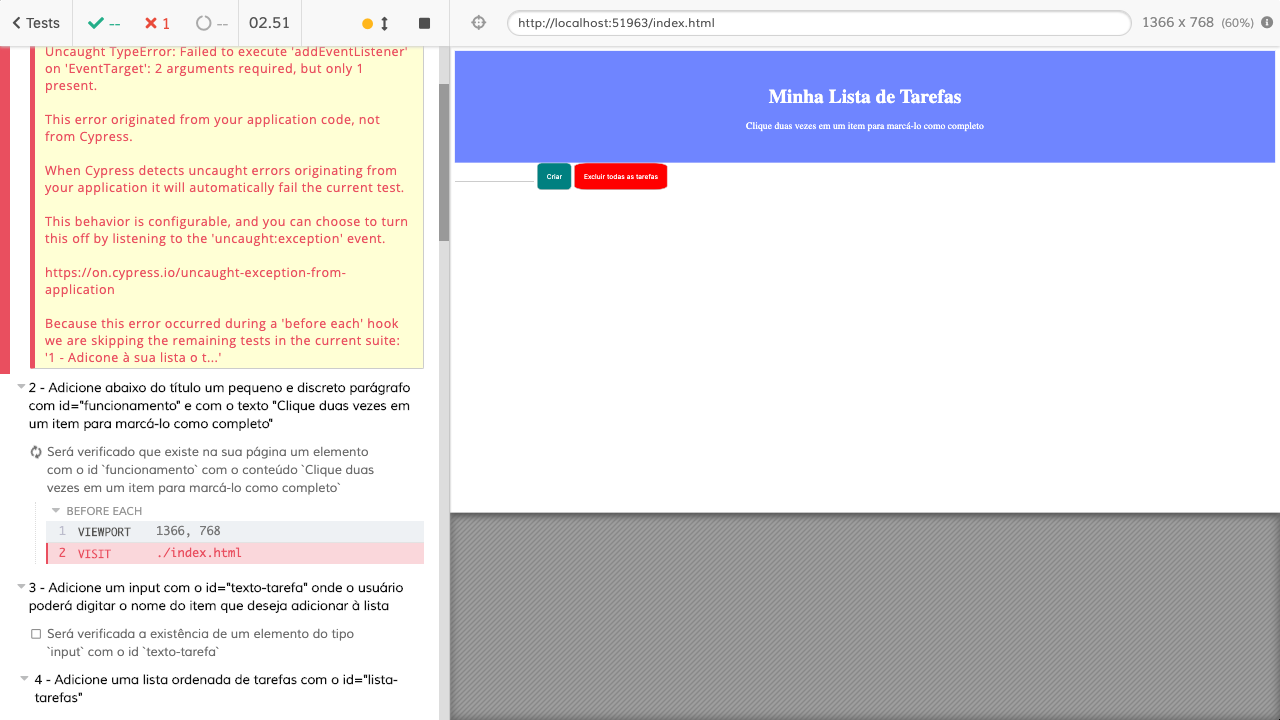 Tests
--
1
--
02.51
http://localhost:51963/index.html
1366 x 768 (60%)
Uncaught TypeError: Failed to execute 'addEventListener'
on 'EventTarget': 2 arguments required, but only 1
present.
This error originated from your application code, not
from Cypress.
When Cypress detects uncaught errors originating from
your application it will automatically fail the current test.
This behavior is configurable, and you can choose to turn
this off by listening to the 'uncaught:exception' event.
https://on.cypress.io/uncaught-exception-from-
application
Because this error occurred during a 'before each' hook
we are skipping the remaining tests in the current suite:
'1 - Adicone à sua lista o t...'
2 - Adicione abaixo do título um pequeno e discreto parágrafo
com id="funcionamento" e com o texto "Clique duas vezes em
um item para marcá-lo como completo"
Será verificado que existe na sua página um elemento
com o id `funcionamento` com o conteúdo `Clique duas
vezes em um item para marcá-lo como completo`
BEFORE EACH
1 VIEWPORT 1366, 768
2 VISIT ./index.html
3 - Adicione um input com o id="texto-tarefa" onde o usuário
poderá digitar o nome do item que deseja adicionar à lista
Será verificada a existência de um elemento do tipo
`input` com o id `texto-tarefa`
4 - Adicione uma lista ordenada de tarefas com o id="lista-
tarefas"
Minha Lista de Tarefas
Clique duas vezes em um item para marcá-lo como completo
Criar
Excluir todas as tarefas